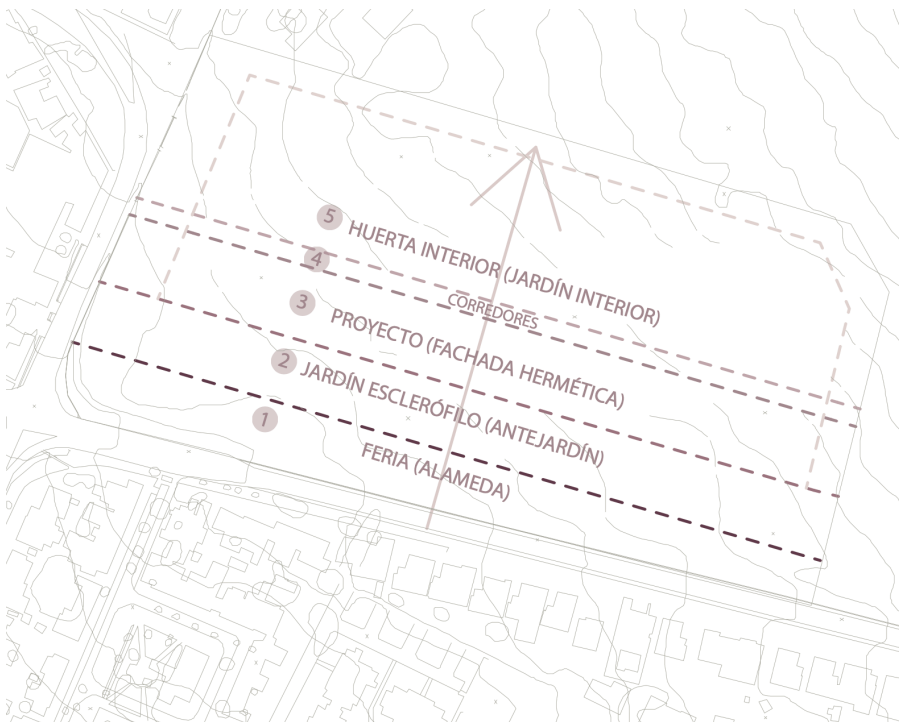 5 HUERTA INTERIOR (JARDÍN INTERIOR)
4 CORREDORES
3 PROYECTO (FACHADA HERMÉTICA)
2 JARDÍN ESCLERÓFILO (ANTEJARDÍN)
1 FERIA (ALAMEDA)